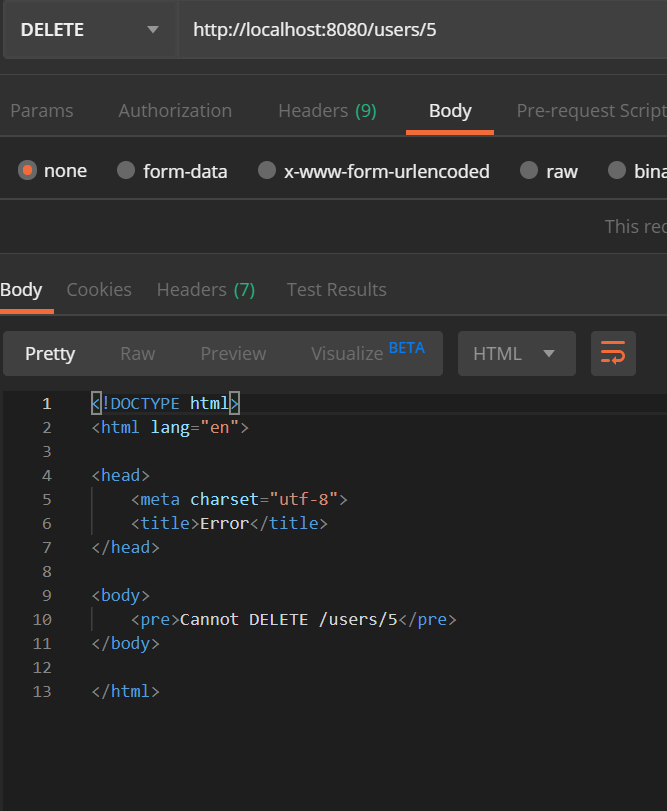 DELETE http://localhost:8080/users/5
Params Authorization Headers (9) Body Pre-request Script
none form-data x-www-form-urlencoded raw bina
This rec
Body Cookies Headers (7) Test Results
Pretty Raw Preview Visualize BETA HTML
1 <!DOCTYPE html>
2 <html lang="en">
3
4 <head>
5 <meta charset="utf-8">
6 <title>Error</title>
7 </head>
8
9 <body>
10 <pre>Cannot DELETE /users/5</pre>
11 </body>
12
13 </html>